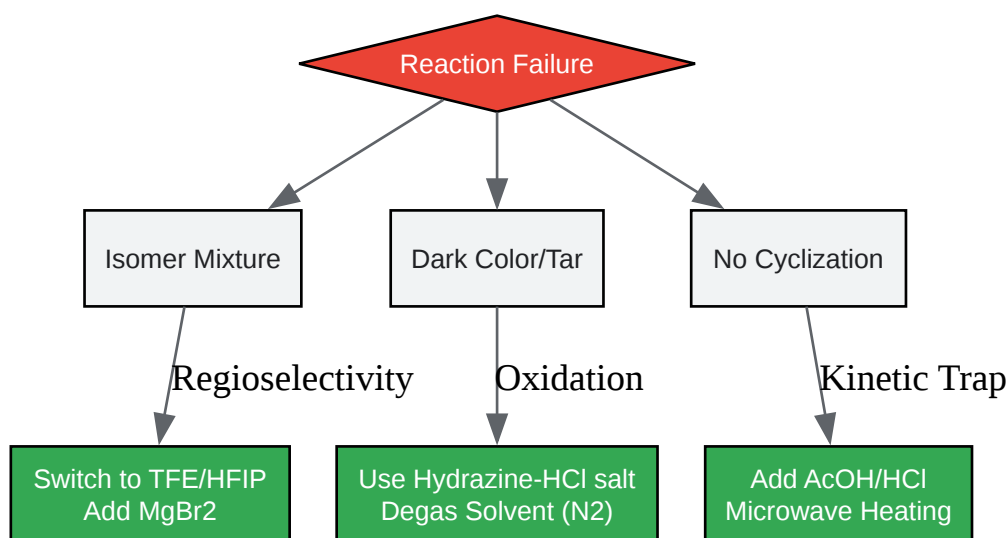 Reaction Failure
Isomer Mixture
Dark Color/Tar
No Cyclization
Regioselectivity
Oxidation
Kinetic Trap
Switch to TFE/HFIP
Add MgBr2
Use Hydrazine-HCl salt
Degas Solvent (N2)
Add AcOH/HCl
Microwave Heating